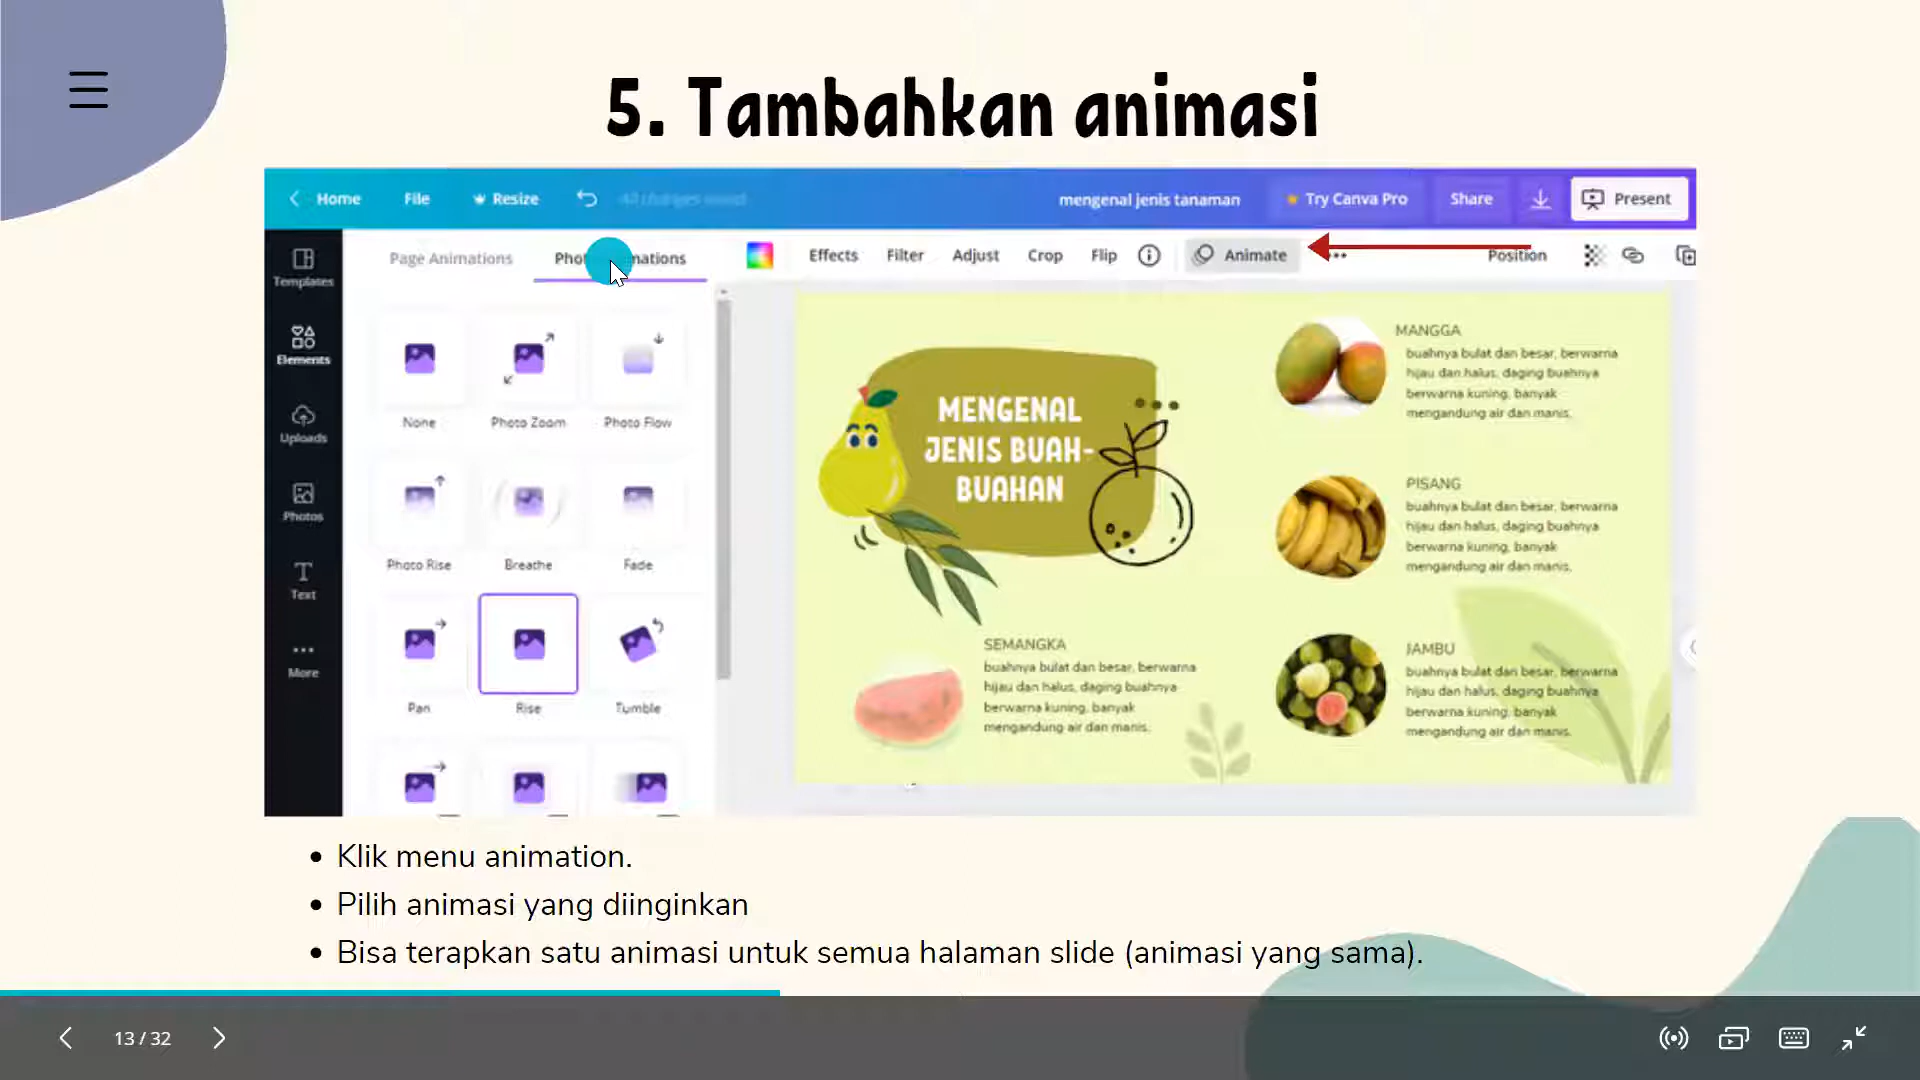 5. Tambahkan animasi
Home File Resize
mengenal jenis tanaman Try Canva Pro Share Present
Page Animations Photo Animations
Effects Filter Adjust Crop Flip Animate Position
Templates
Elements
Uploads
Photos
Text
More
None Photo Zoom Photo Flow
Photo Rise Breathe Fade
Pan Rise Tumble
MENGENAL
JENIS BUAH-
BUAHAN
MANGGA
buahnya bulat dan besar, berwarna
hijau dan halus, daging buahnya
berwarna kuning, banyak
mengandung air dan manis.
PISANG
buahnya bulat dan besar, berwarna
hijau dan halus, daging buahnya
berwarna kuning, banyak
mengandung air dan manis.
SEMANGKA
buahnya bulat dan besar, berwarna
hijau dan halus, daging buahnya
berwarna kuning, banyak
mengandung air dan manis.
JAMBU
buahnya bulat dan besar, berwarna
hijau dan halus, daging buahnya
berwarna kuning, banyak
mengandung air dan manis.
• Klik menu animation.
• Pilih animasi yang diinginkan
• Bisa terapkan satu animasi untuk semua halaman slide (animasi yang sama).
13 / 32